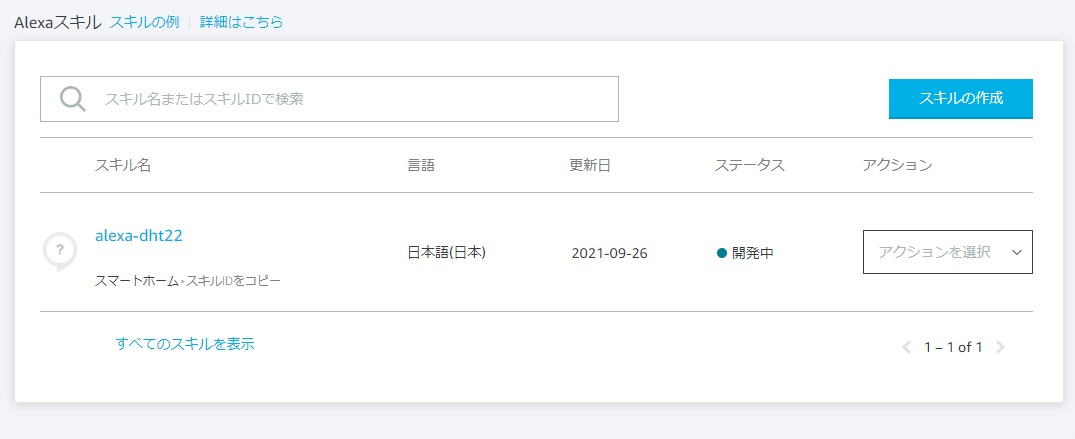 Alexaスキル スキルの例 | 詳細はこちら
スキル名またはスキルIDで検索 スキルの作成
スキル名 言語 更新日 ステータス アクション
? alexa-dht22
日本語(日本) 2021-09-26 開発中 アクションを選択
スマートホーム•スキルIDをコピー
すべてのスキルを表示 1 – 1 of 1